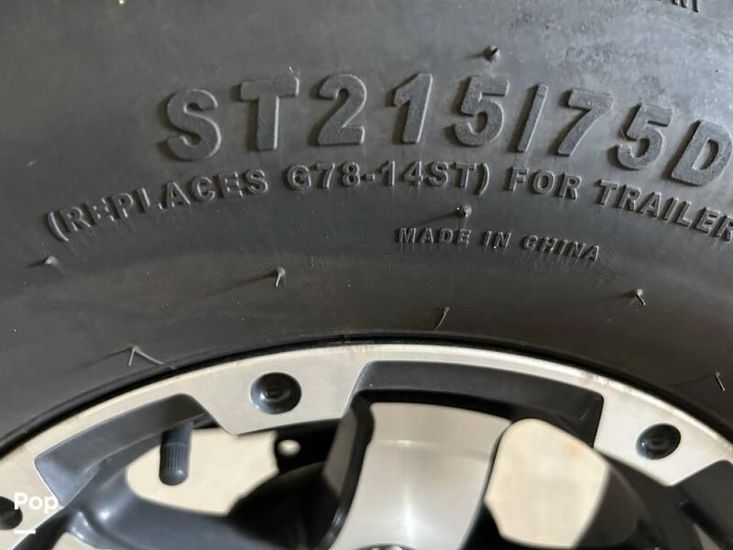 ST215/75D
(REPLACES G78-14ST) FOR TRAILER
MADE IN CHINA
Pop